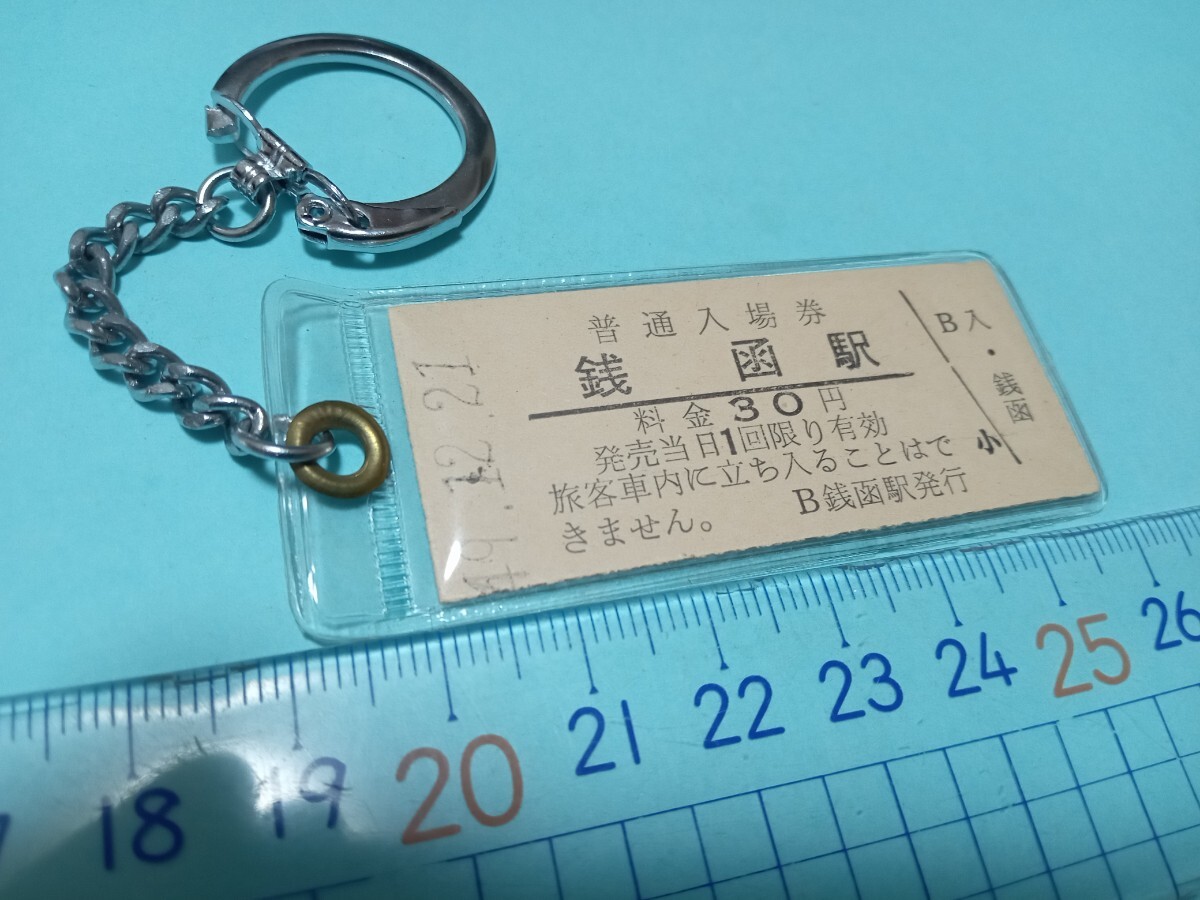 普通入場券
銭函駅
料金30円
発売当日1回限り有効
旅客車内に立ち入ることはで
きません。 B銭函駅発行
B入・銭函
小
49.12.21
18 19 20 21 22 23 24 25 26